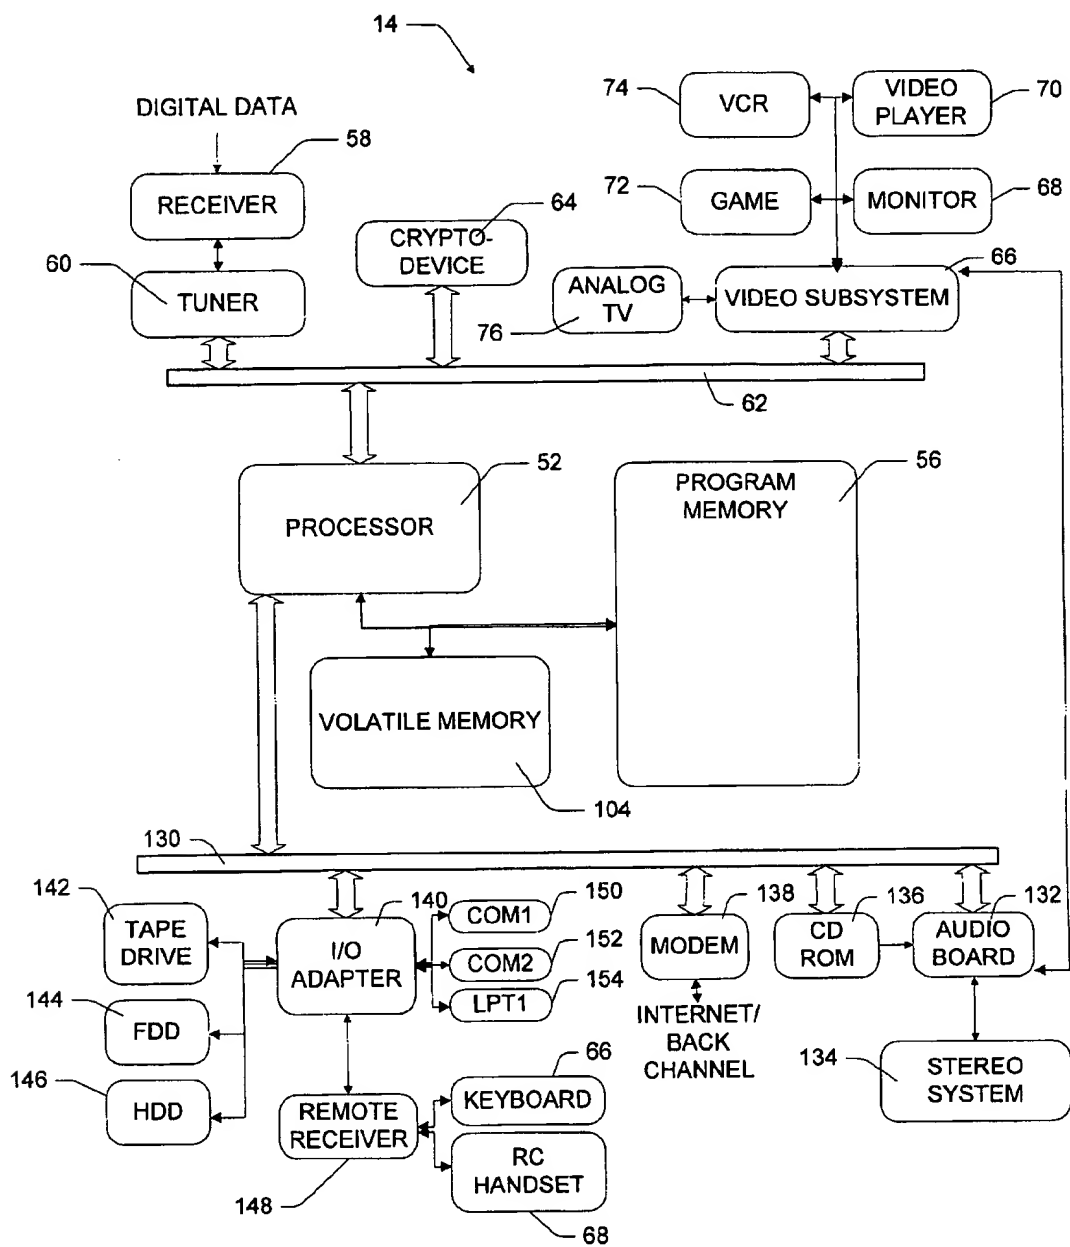 14
DIGITAL DATA
58
RECEIVER
60
TUNER
64
CRYPTO-
DEVICE
74
VCR
VIDEO
PLAYER
70
72
GAME
MONITOR
68
66
ANALOG
TV
76
VIDEO SUBSYSTEM
62
52
PROCESSOR
56
PROGRAM
MEMORY
VOLATILE MEMORY
104
130
142
TAPE
DRIVE
144
FDD
146
HDD
140
I/O
ADAPTER
150
COM1
152
COM2
154
LPT1
138
MODEM
INTERNET/
BACK
CHANNEL
136
CD
ROM
132
AUDIO
BOARD
134
STEREO
SYSTEM
66
KEYBOARD
REMOTE
RECEIVER
148
RC
HANDSET
68